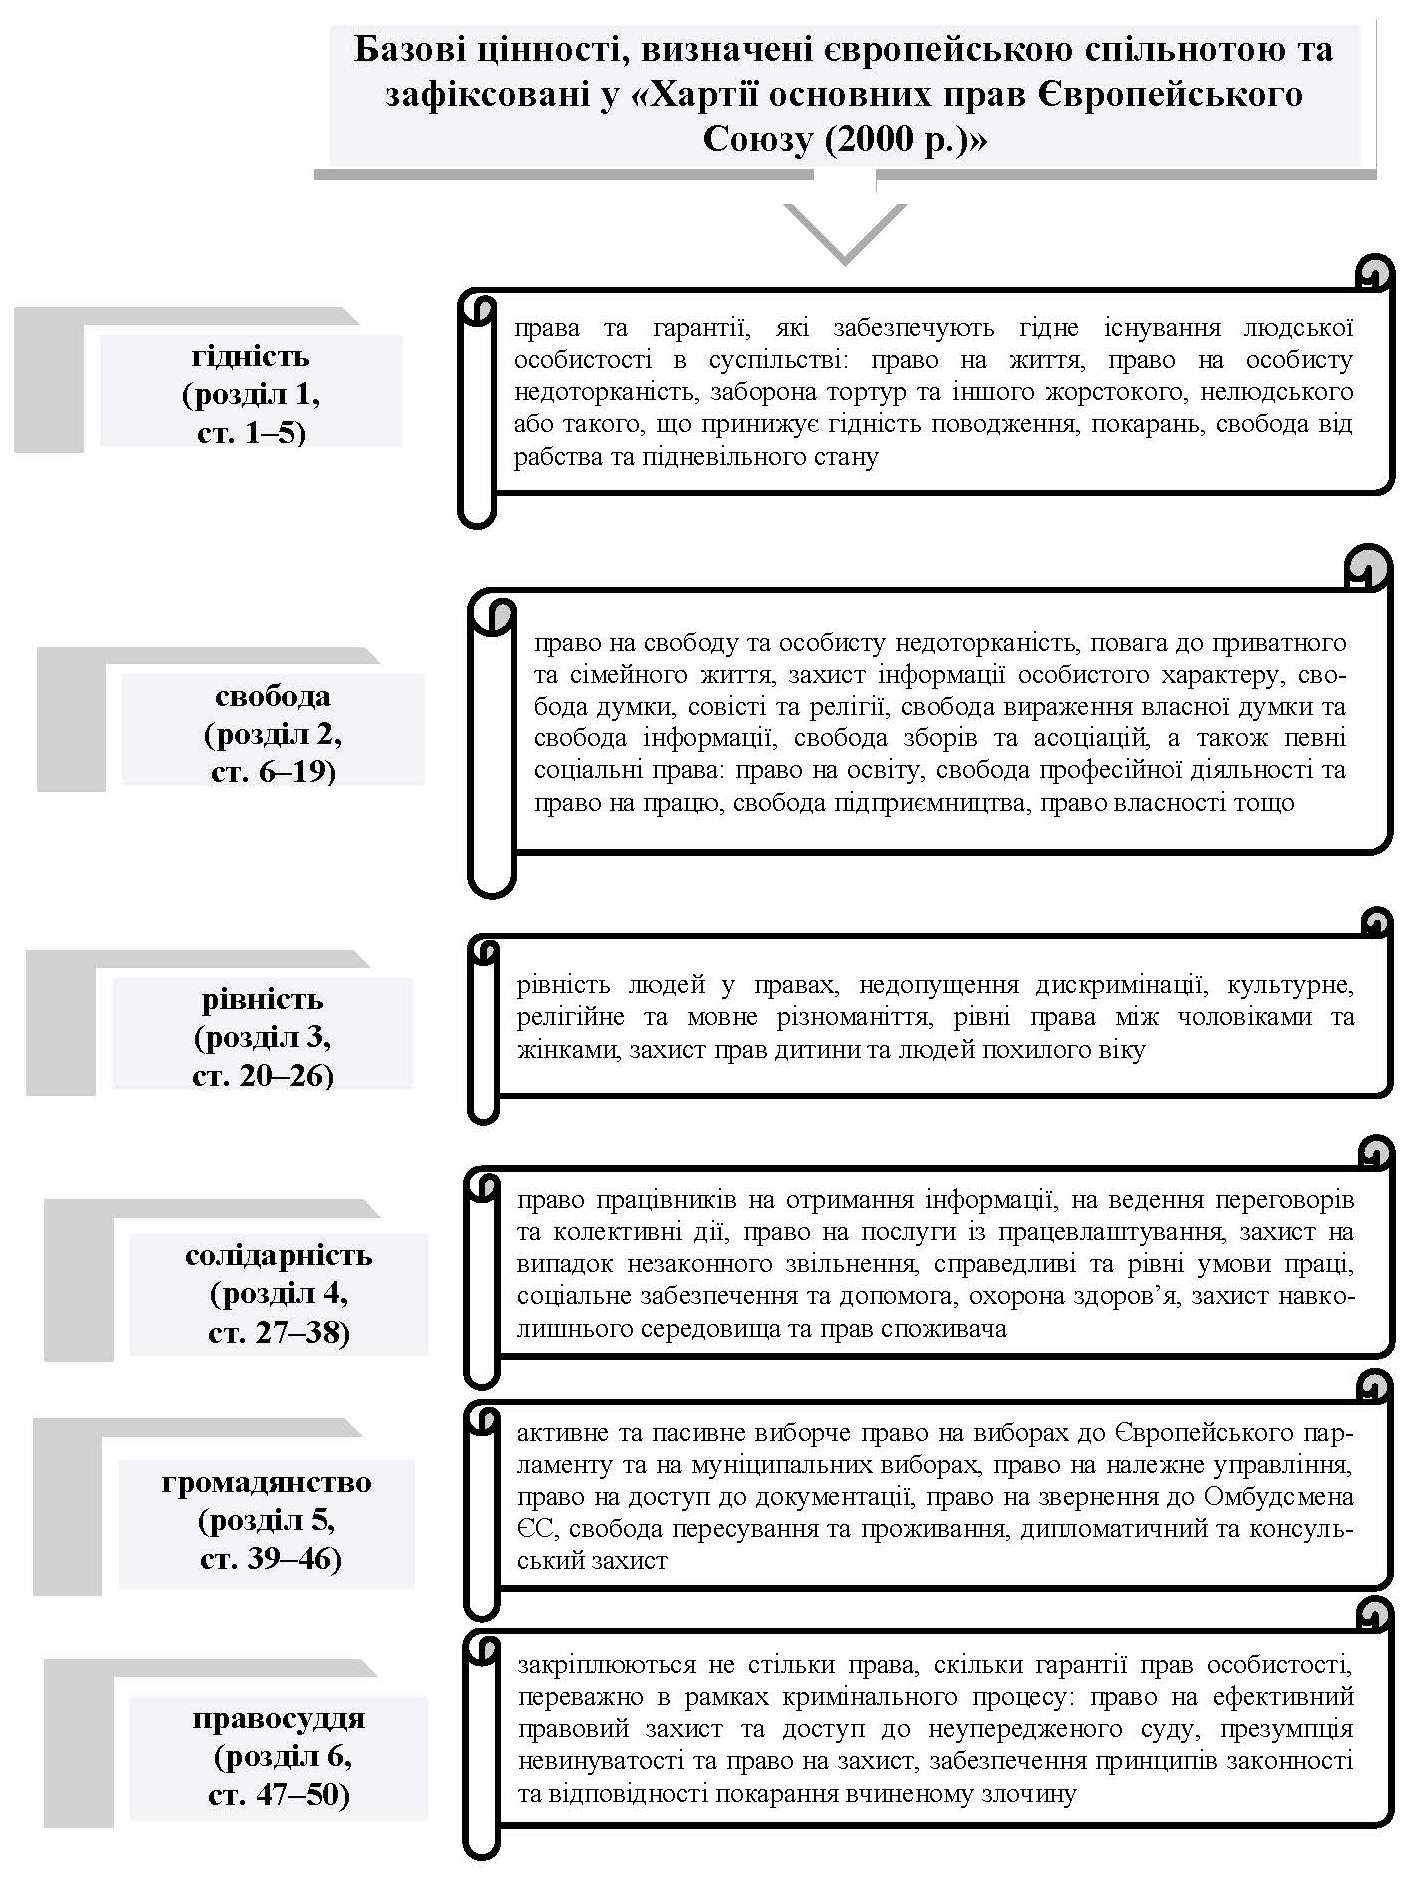 Базові цінності, визначені європейською спільнотою та
зафіксовані у «Хартії основних прав Європейського
Союзу (2000 р.)»
гідність
(розділ 1,
ст. 1–5)
права та гарантії, які забезпечують гідне існування людської
особистості в суспільстві: право на життя, право на особисту
недоторканість, заборона тортур та іншого жорстокого, нелюдського
або такого, що принижує гідність поводження, покарань, свобода від
рабства та підневільного стану
свобода
(розділ 2,
ст. 6–19)
право на свободу та особисту недоторканість, повага до приватного
та сімейного життя, захист інформації особистого характеру, сво-
бода думки, совісті та релігії, свобода вираження власної думки та
свобода інформації, свобода зборів та асоціацій, а також певні
соціальні права: право на освіту, свобода професійної діяльності та
право на працю, свобода підприємництва, право власності тощо
рівність
(розділ 3,
ст. 20–26)
рівність людей у правах, недопущення дискримінації, культурне,
релігійне та мовне різноманіття, рівні права між чоловіками та
жінками, захист прав дитини та людей похилого віку
солідарність
(розділ 4,
ст. 27–38)
право працівників на отримання інформації, на ведення переговорів
та колективні дії, право на послуги із працевлаштування, захист на
випадок незаконного звільнення, справедливі та рівні умови праці,
соціальне забезпечення та допомога, охорона здоров’я, захист навко-
лишнього середовища та прав споживача
громадянство
(розділ 5,
ст. 39–46)
активне та пасивне виборче право на виборах до Європейського пар-
ламенту та на муніципальних виборах, право на належне управління,
право на доступ до документації, право на звернення до Омбудсмена
ЄС, свобода пересування та проживання, дипломатичний та консуль-
ський захист
правосуддя
(розділ 6,
ст. 47–50)
закріплюються не стільки права, скільки гарантії прав особистості,
переважно в рамках кримінального процесу: право на ефективний
правовий захист та доступ до неупередженого суду, презумпція
невинуватості та право на захист, забезпечення принципів законності
та відповідності покарання вчиненому злочину